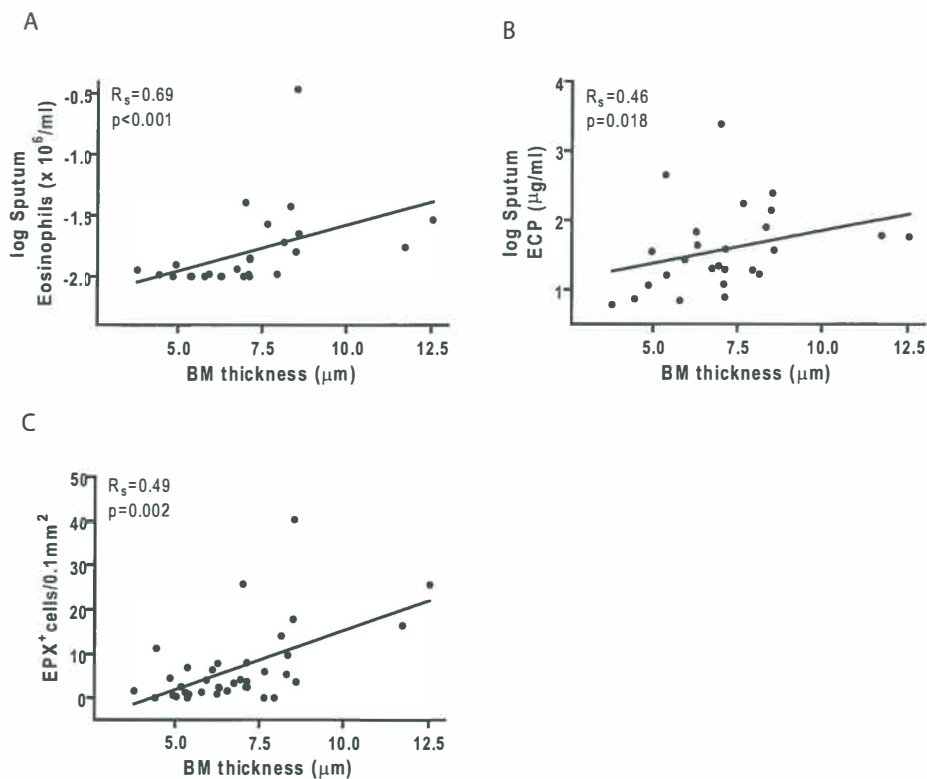 A
R_s=0.69
p<0.001
log Sputum
Eosinophils (x 10^6/ml)
-0.5
-1.0
-1.5
-2.0
5.0 7.5 10.0 12.5
BM thickness (μm)
B
R_s=0.46
p=0.018
log Sputum
ECP (μg/ml)
4
3
2
1
5.0 7.5 10.0 12.5
BM thickness (μm)
C
R_s=0.49
p=0.002
EPX^+ cells/0.1mm^2
50
40
30
20
10
0
5.0 7.5 10.0 12.5
BM thickness (μm)